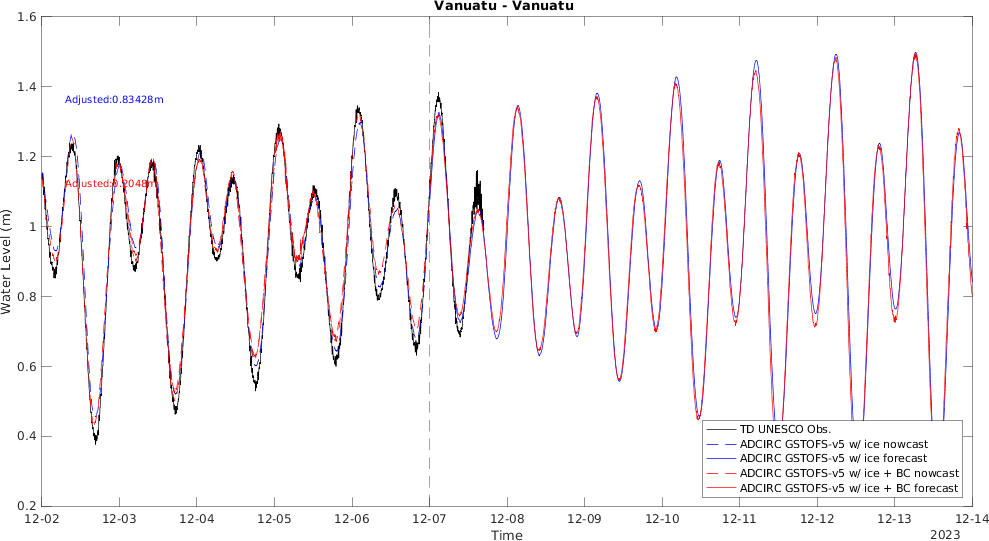 Vanuatu - Vanuatu
1.6
1.4
1.2
1
0.8
0.6
0.4
0.2
Water Level (m)
Adjusted:0.83428m
Adjusted:0.2048m
TD UNESCO Obs.
ADCIRC GSTOFS-v5 w/ ice nowcast
ADCIRC GSTOFS-v5 w/ ice forecast
ADCIRC GSTOFS-v5 w/ ice + BC nowcast
ADCIRC GSTOFS-v5 w/ ice + BC forecast
12-02 12-03 12-04 12-05 12-06 12-07 12-08 12-09 12-10 12-11 12-12 12-13 12-14
Time
2023